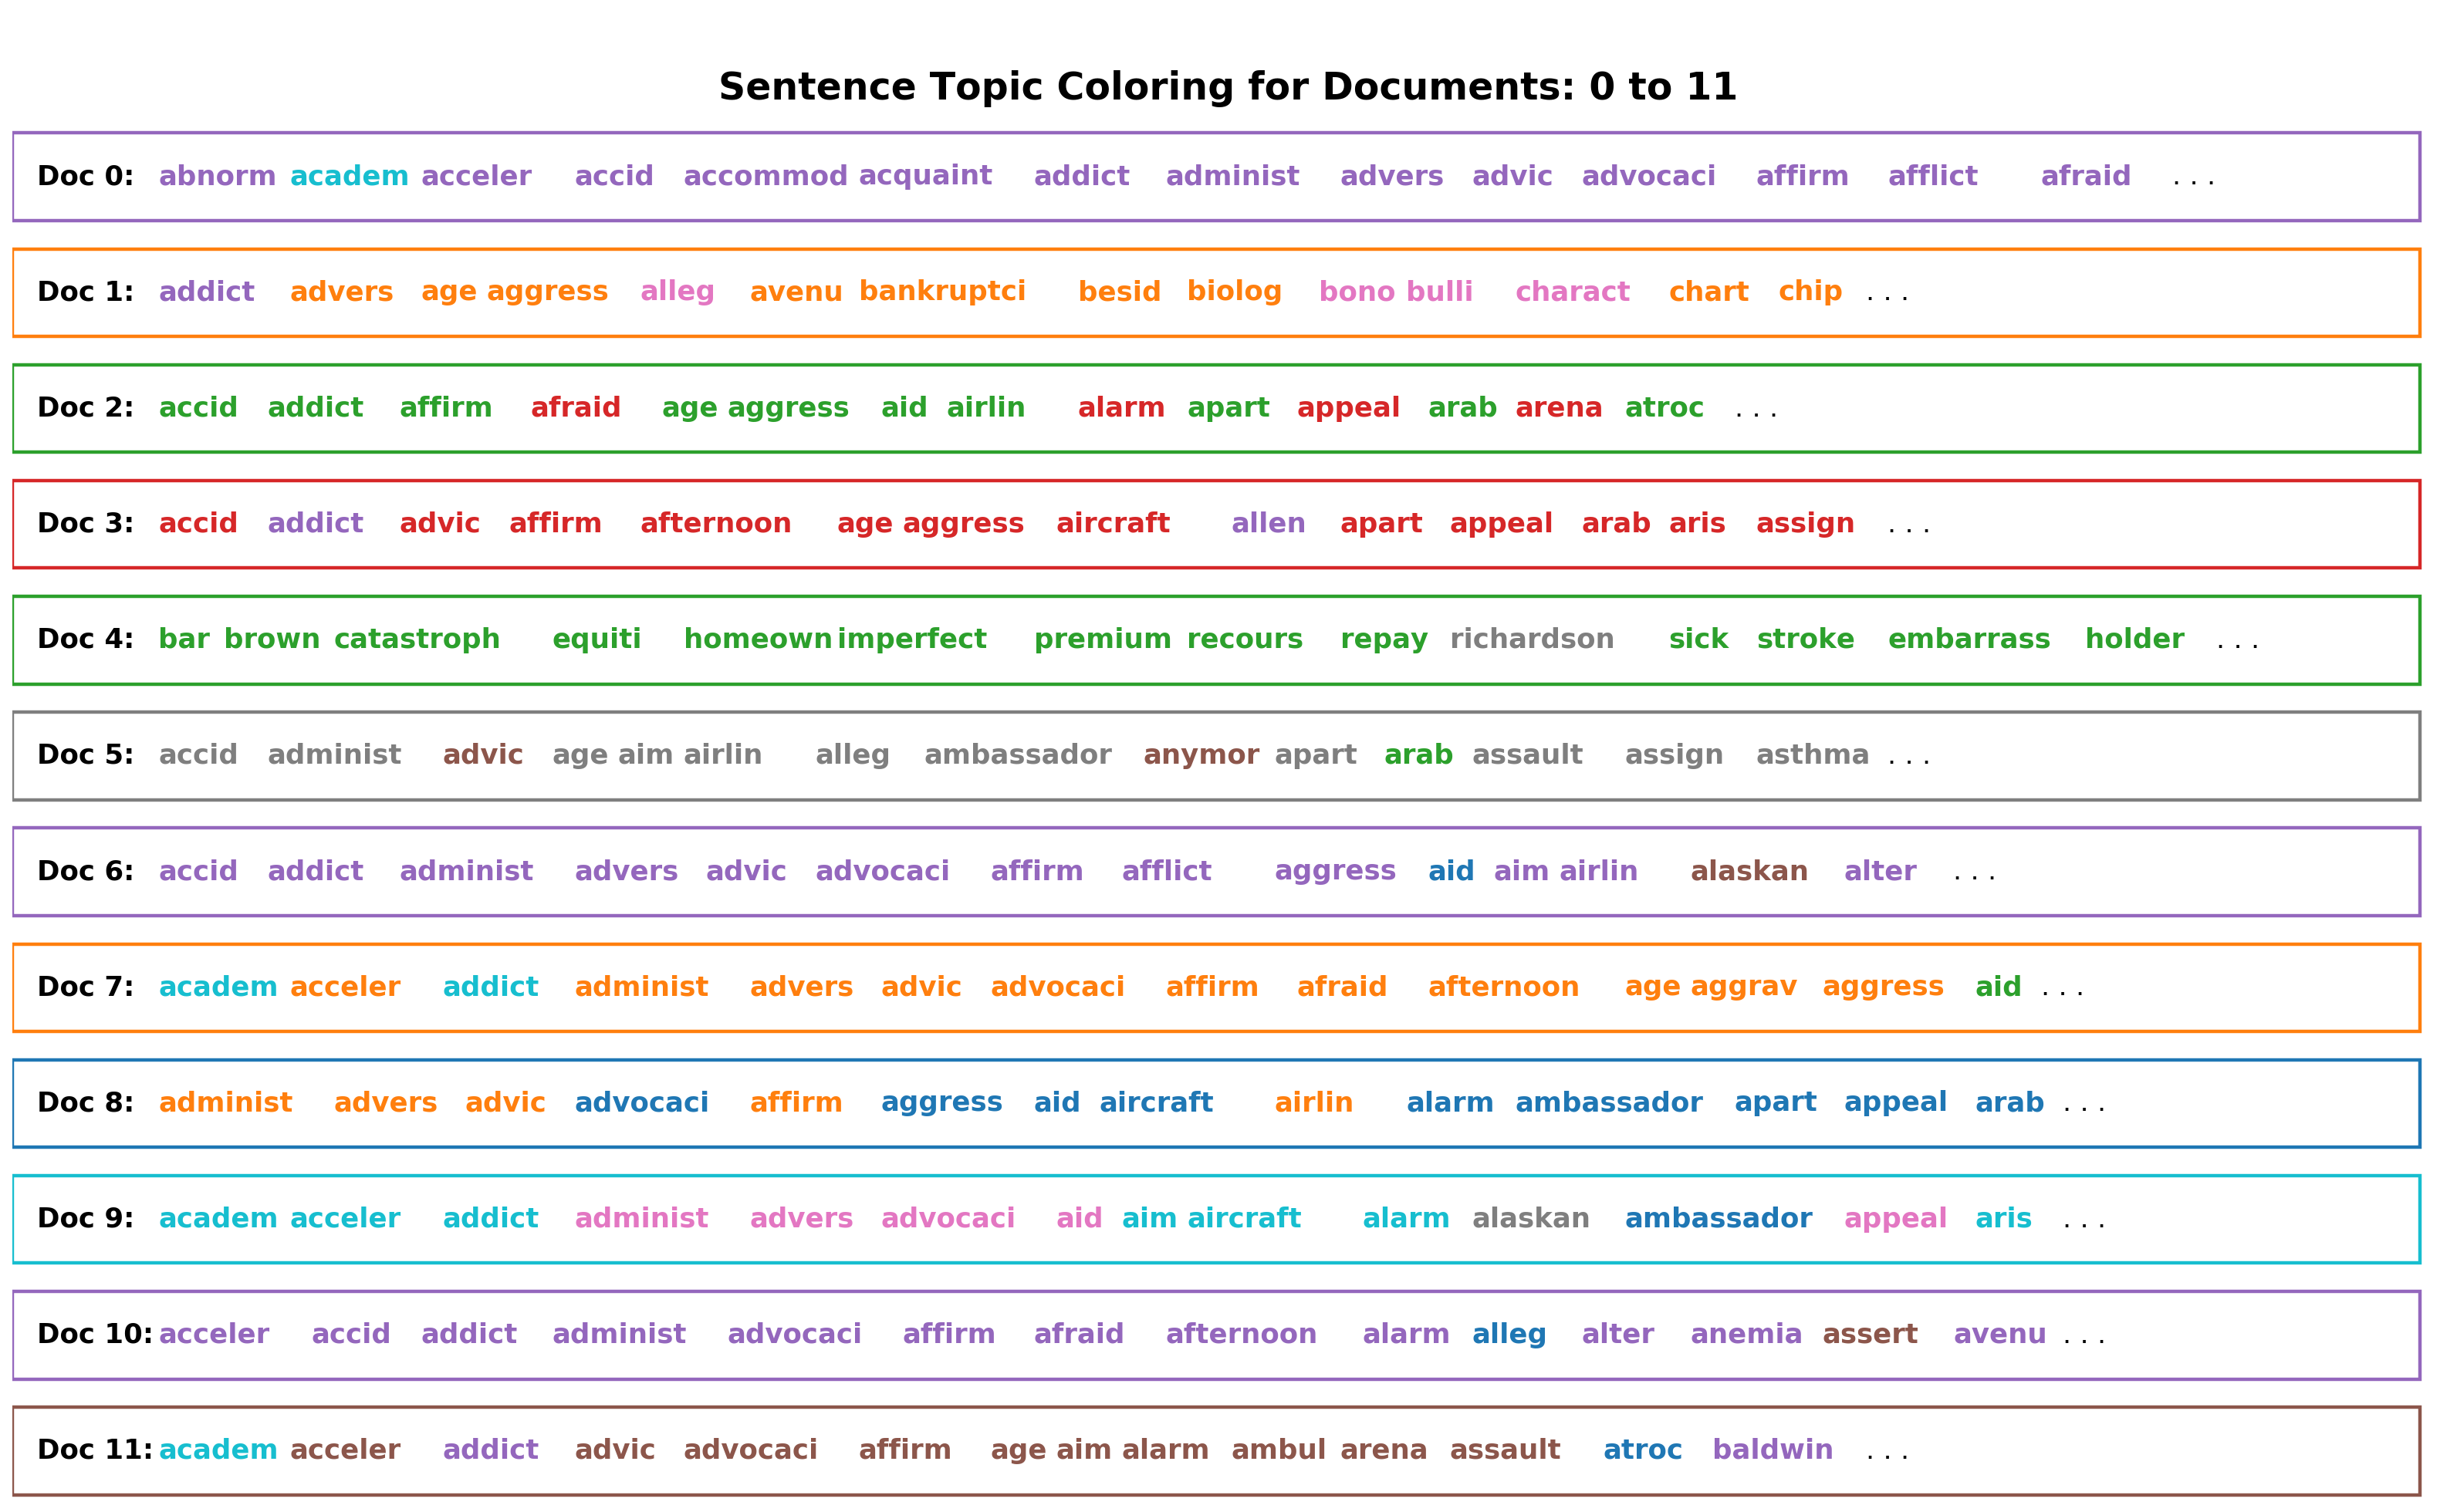 Sentence Topic Coloring for Documents: 0 to 11
Doc 0: abnorm academ acceler accid accommod acquaint addict administ advers advic advocaci affirm afflict afraid . . .
Doc 1: addict advers age aggress alleg avenu bankruptci besid biolog bono bulli charact chart chip . . .
Doc 2: accid addict affirm afraid age aggress aid airlin alarm apart appeal arab arena atroc . . .
Doc 3: accid addict advic affirm afternoon age aggress aircraft allen apart appeal arab aris assign . . .
Doc 4: bar brown catastroph equiti homeown imperfect premium recours repay richardson sick stroke embarrass holder . . .
Doc 5: accid administ advic age aim airlin alleg ambassador anymor apart arab assault assign asthma . . .
Doc 6: accid addict administ advers advic advocaci affirm afflict aggress aid aim airlin alaskan alter . . .
Doc 7: academ acceler addict administ advers advic advocaci affirm afraid afternoon age aggrav aggress aid . . .
Doc 8: administ advers advic advocaci affirm aggress aid aircraft airlin alarm ambassador apart appeal arab . . .
Doc 9: academ acceler addict administ advers advocaci aid aim aircraft alarm alaskan ambassador appeal aris . . .
Doc 10: acceler accid addict administ advocaci affirm afraid afternoon alarm alleg alter anemia assert avenu . . .
Doc 11: academ acceler addict advic advocaci affirm age aim alarm ambul arena assault atroc baldwin . . .